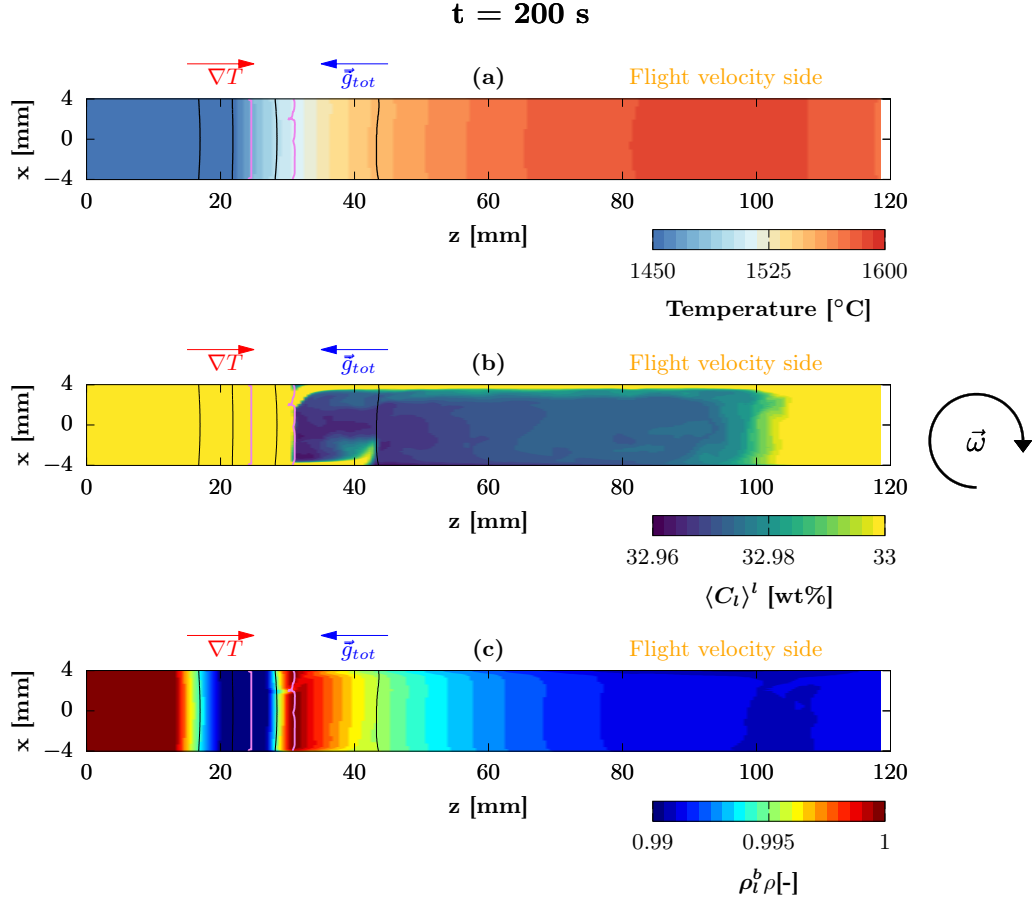 t = 200 s
∇T
g⃗tot
(a)
Flight velocity side
x [mm]
4
0
−4
0 20 40 60 80 100 120
z [mm]
1450 1525 1600
Temperature [°C]
∇T
g⃗tot
(b)
Flight velocity side
x [mm]
4
0
−4
0 20 40 60 80 100 120
z [mm]
ω⃗
32.96 32.98 33
⟨Cl⟩l [wt%]
∇T
g⃗tot
(c)
Flight velocity side
x [mm]
4
0
−4
0 20 40 60 80 100 120
z [mm]
0.99 0.995 1
ρlbρ[-]